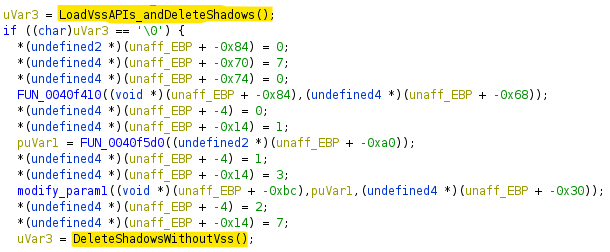 uVar3 = LoadVssAPIs_andDeleteShadows();
if ((char)uVar3 == '\0') {
*(undefined2 *)(unaff_EBP + -0x84) = 0;
*(undefined4 *)(unaff_EBP + -0x70) = 7;
*(undefined4 *)(unaff_EBP + -0x74) = 0;
FUN_0040f410((void *)(unaff_EBP + -0x84),(undefined4 *)(unaff_EBP + -0x68));
*(undefined4 *)(unaff_EBP + -4) = 0;
*(undefined4 *)(unaff_EBP + -0x14) = 1;
puVar1 = FUN_0040f5d0((undefined2 *)(unaff_EBP + -0xa0));
*(undefined4 *)(unaff_EBP + -4) = 1;
*(undefined4 *)(unaff_EBP + -0x14) = 3;
modify_param1((void *)(unaff_EBP + -0xbc),puVar1,(undefined4 *)(unaff_EBP + -0x30));
*(undefined4 *)(unaff_EBP + -4) = 2;
*(undefined4 *)(unaff_EBP + -0x14) = 7;
uVar3 = DeleteShadowsWithoutVss();